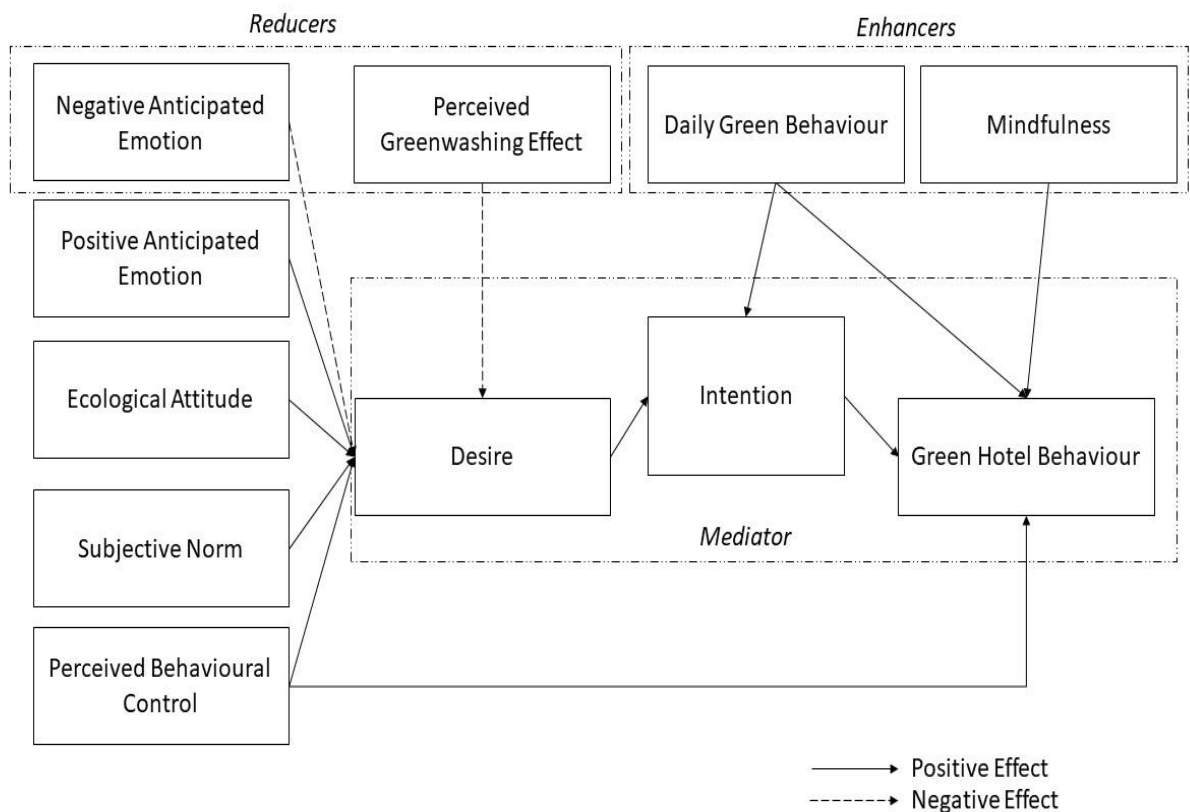 Reducers
Enhancers
Negative Anticipated
Emotion
Perceived
Greenwashing Effect
Daily Green Behaviour
Mindfulness
Positive Anticipated
Emotion
Ecological Attitude
Intention
Desire
Green Hotel Behaviour
Subjective Norm
Mediator
Perceived Behavioural
Control
Positive Effect
Negative Effect